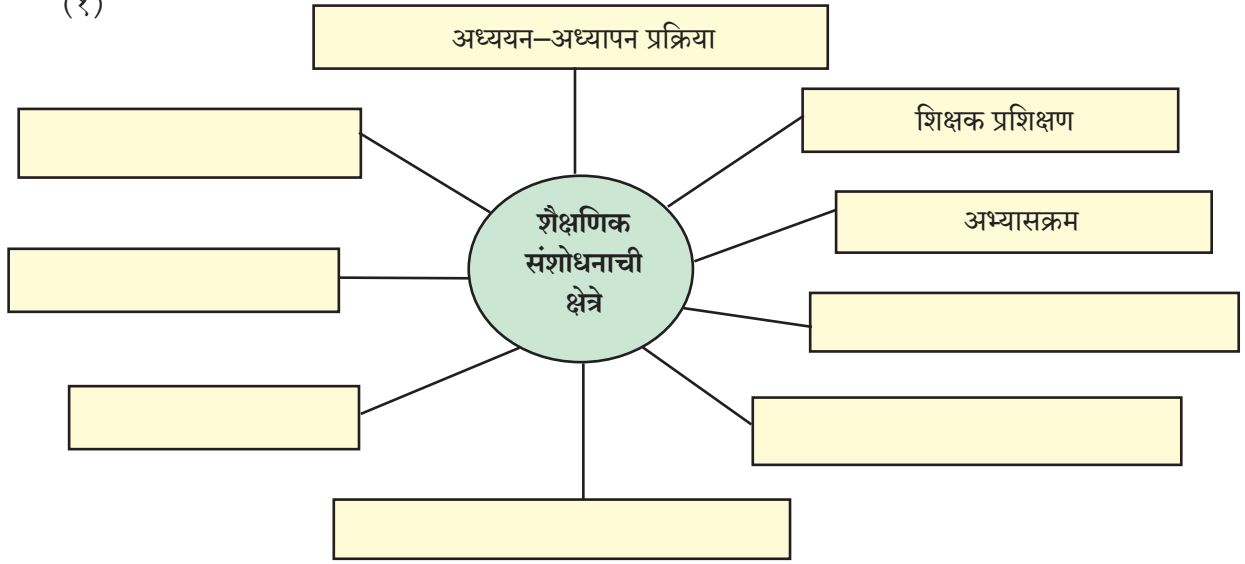 (१)
अध्ययन–अध्यापन प्रक्रिया
शिक्षक प्रशिक्षण
अभ्यासक्रम
शैक्षणिक
संशोधनाची
क्षेत्रे